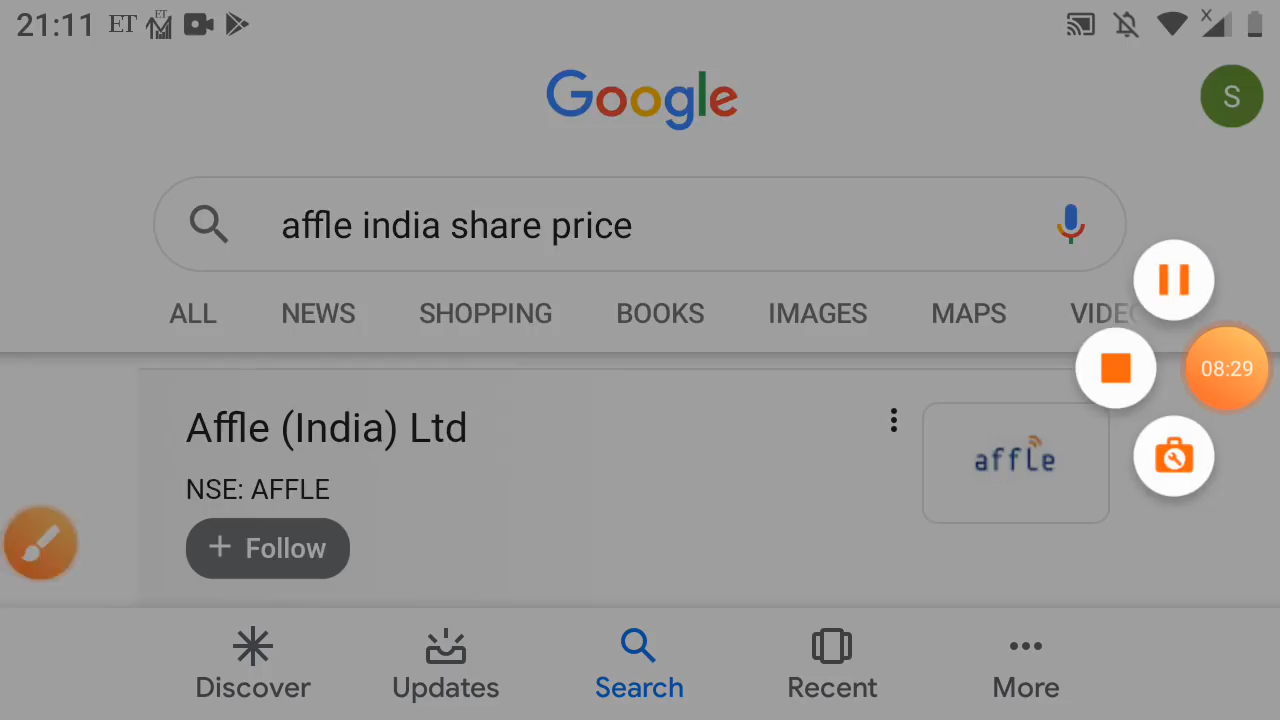 21:11 ET
ET
X
Google
S
affle india share price
ALL NEWS SHOPPING BOOKS IMAGES MAPS
08:29
Affle (India) Ltd
affle
NSE: AFFLE
+ Follow
Discover Updates Search Recent More